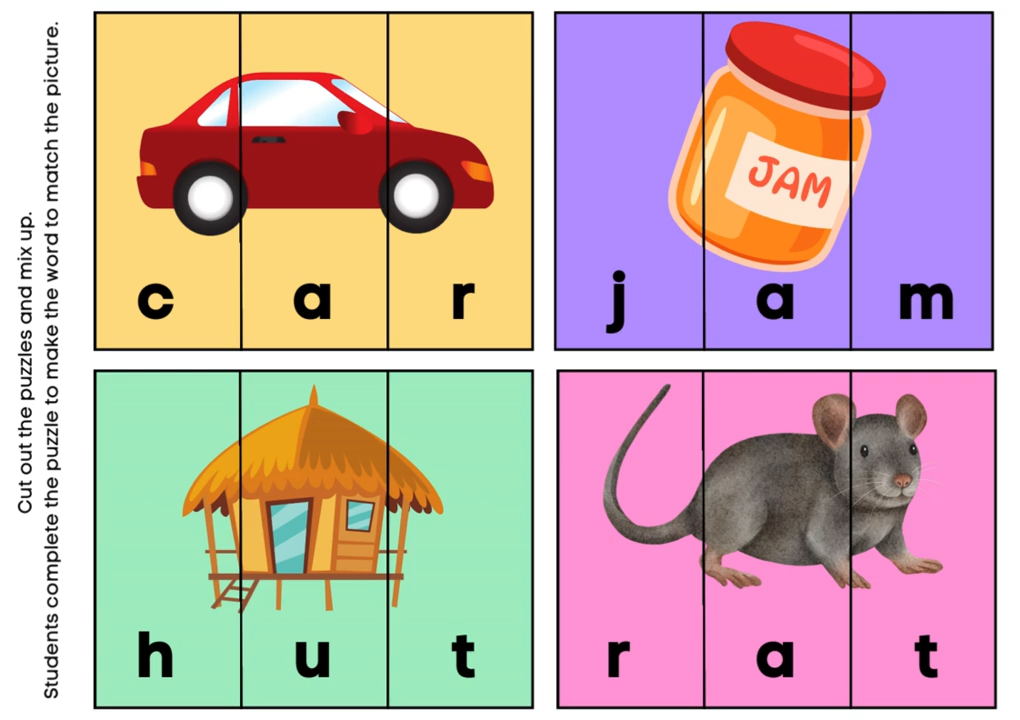 Cut out the puzzles and mix up.
Students complete the puzzle to make the word to match the picture.
c a r
JAM
j a m
h u t
r a t